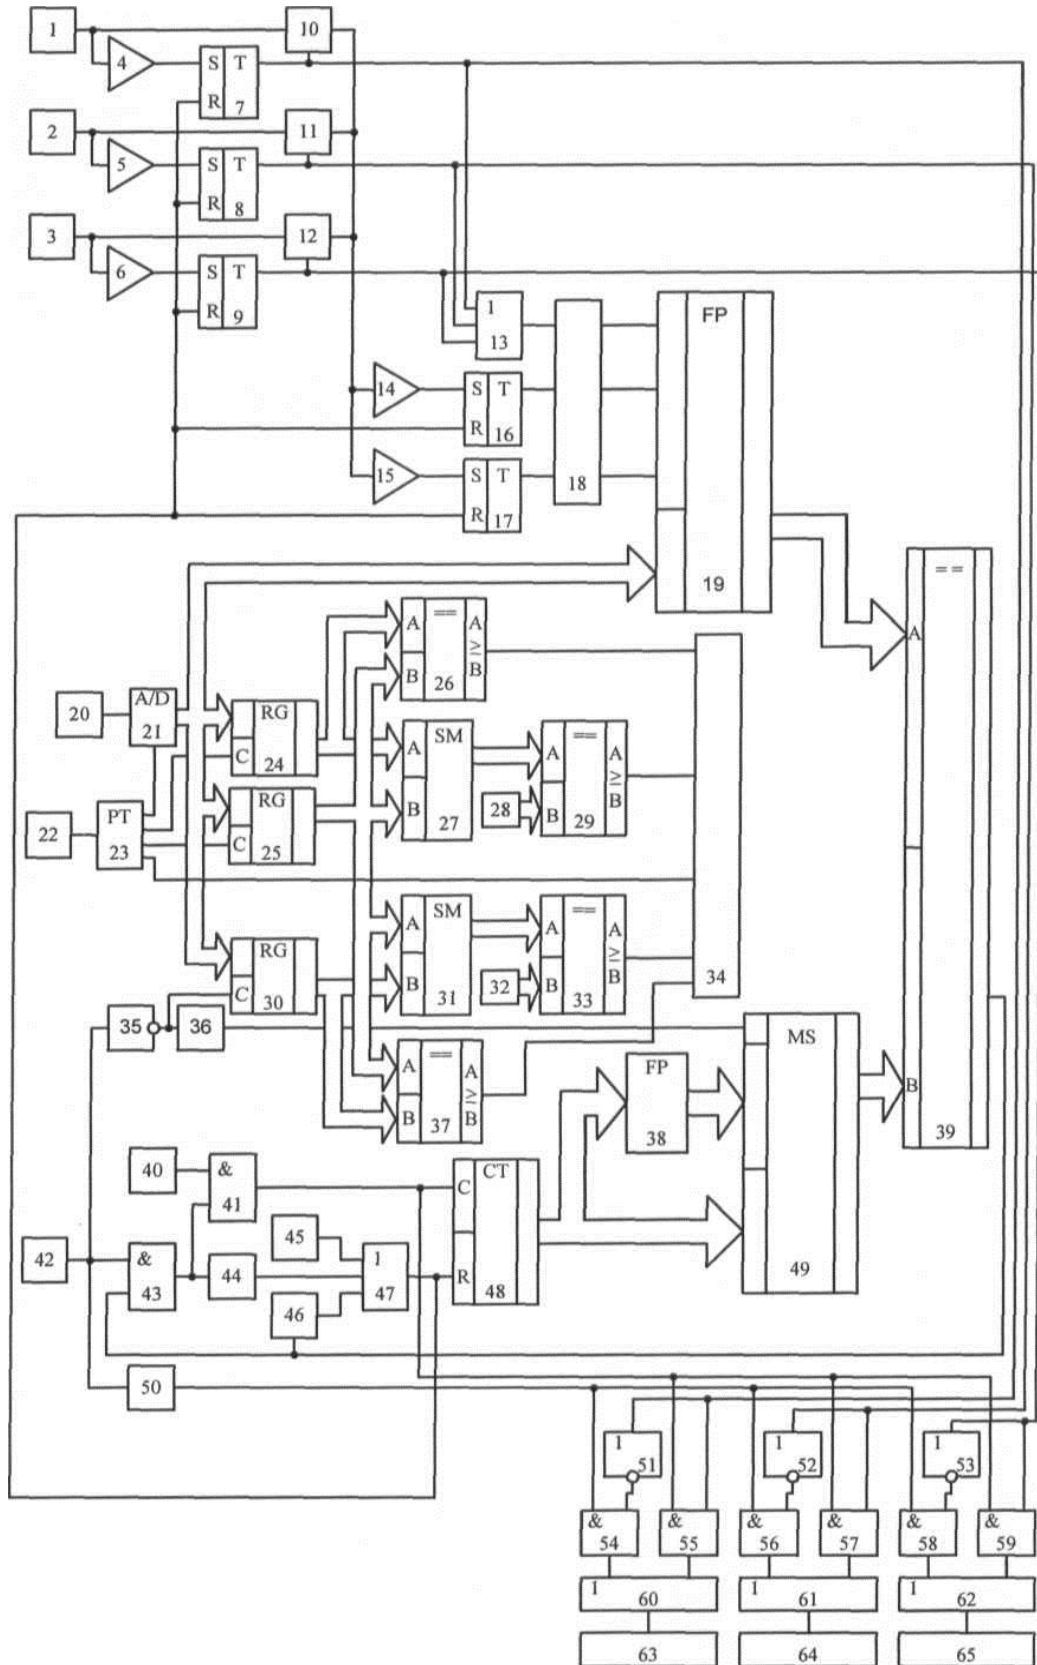 1 10
4 S T
R 7
2 11
5 S T
R 8
3 12
6 S T
R 9
1 13
FP
14 S T
R 16
18
15 S T
R 17
19
== A B
A == A ≥ B
B 26
20 A/D 21
RG C 24
A SM B 27
28
A == A ≥ B
B 29
22 PT 23
RG C 25
A SM B 31
32
A == A ≥ B
B 33
34
RG C 30
35 36
A == A ≥ B
B 37
FP 38
MS 49
39
40 & 41
CT C R 48
42 & 43 44
45 46
1 47
50
1 51 1 52 1 53
& 54 & 55 & 56 & 57 & 58 & 59
1 60 1 61 1 62
63 64 65